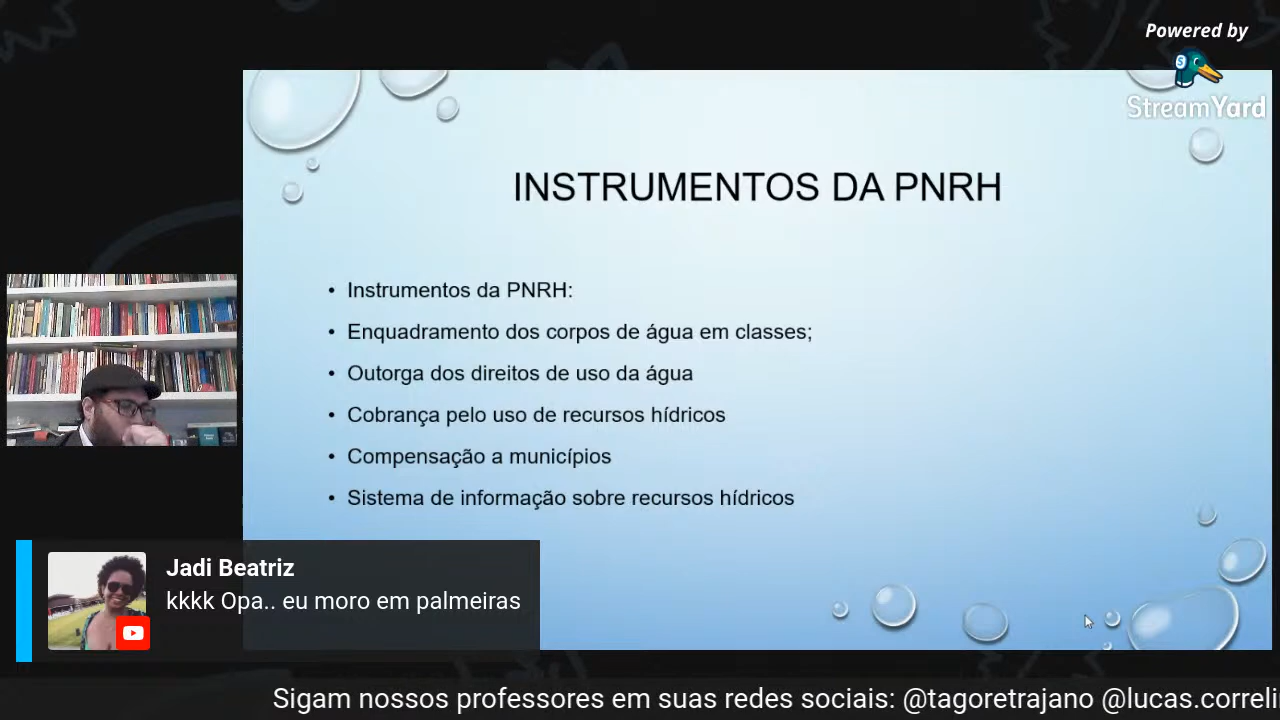 Powered by
StreamYard
INSTRUMENTOS DA PNRH
• Instrumentos da PNRH:
• Enquadramento dos corpos de água em classes;
• Outorga dos direitos de uso da água
• Cobrança pelo uso de recursos hídricos
• Compensação a municípios
• Sistema de informação sobre recursos hídricos
Jadi Beatriz
kkkk Opa.. eu moro em palmeiras
Sigam nossos professores em suas redes sociais: @tagoretrajano @lucas.correli